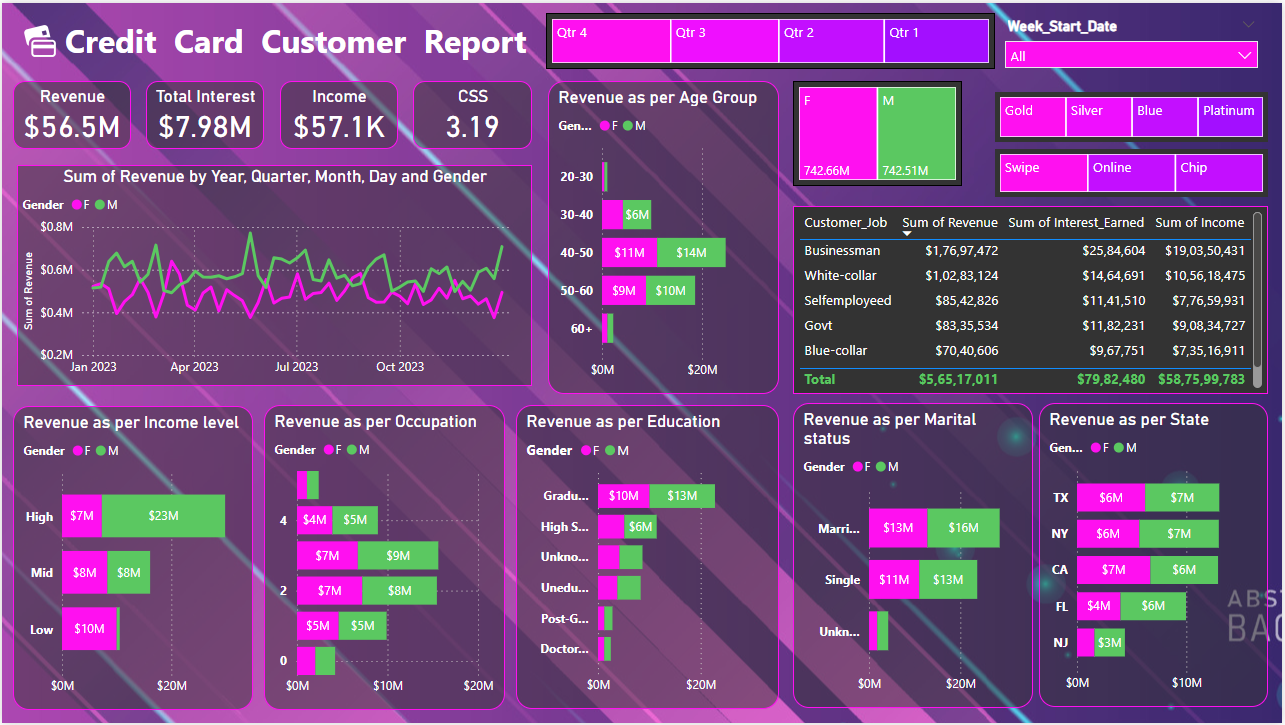 Credit Card Customer Report
Qtr 4
Qtr 3
Qtr 2
Qtr 1
Week_Start_Date
All
Revenue
$56.5M
Total Interest
$7.98M
Income
$57.1K
CSS
3.19
Revenue as per Age Group
Gen... F M
20-30
30-40
$6M
40-50
$11M
$14M
50-60
$9M
$10M
60+
$0M
$20M
F
742.66M
M
742.51M
Gold
Silver
Blue
Platinum
Swipe
Online
Chip
Sum of Revenue by Year, Quarter, Month, Day and Gender
Gender F M
Sum of Revenue
$0.8M
$0.6M
$0.4M
$0.2M
Jan 2023
Apr 2023
Jul 2023
Oct 2023
Customer_Job Sum of Revenue Sum of Interest_Earned Sum of Income
Businessman $1,76,97,472 $25,84,604 $19,03,50,431
White-collar $1,02,83,124 $14,64,691 $10,56,18,475
Selfemployeed $85,42,826 $11,41,510 $7,76,59,931
Govt $83,35,534 $11,82,231 $9,08,34,727
Blue-collar $70,40,606 $9,67,751 $7,35,16,911
Total $5,65,17,011 $79,82,480 $58,75,99,783
Revenue as per Income level
Gender F M
High $7M $23M
Mid $8M $8M
Low $10M
$0M $20M
Revenue as per Occupation
Gender F M
4 $4M $5M
$7M $9M
2 $7M $8M
$5M $5M
0
$0M $10M $20M
Revenue as per Education
Gender F M
Gradu... $10M $13M
High S... $6M
Unkno...
Unedu...
Post-G...
Doctor...
$0M $20M
Revenue as per Marital
status
Gender F M
Marri... $13M $16M
Single $11M $13M
Unkn...
$0M $20M
Revenue as per State
Gen... F M
TX $6M $7M
NY $6M $7M
CA $7M $6M
FL $4M $6M
NJ $3M
$0M $10M
ABS
BA